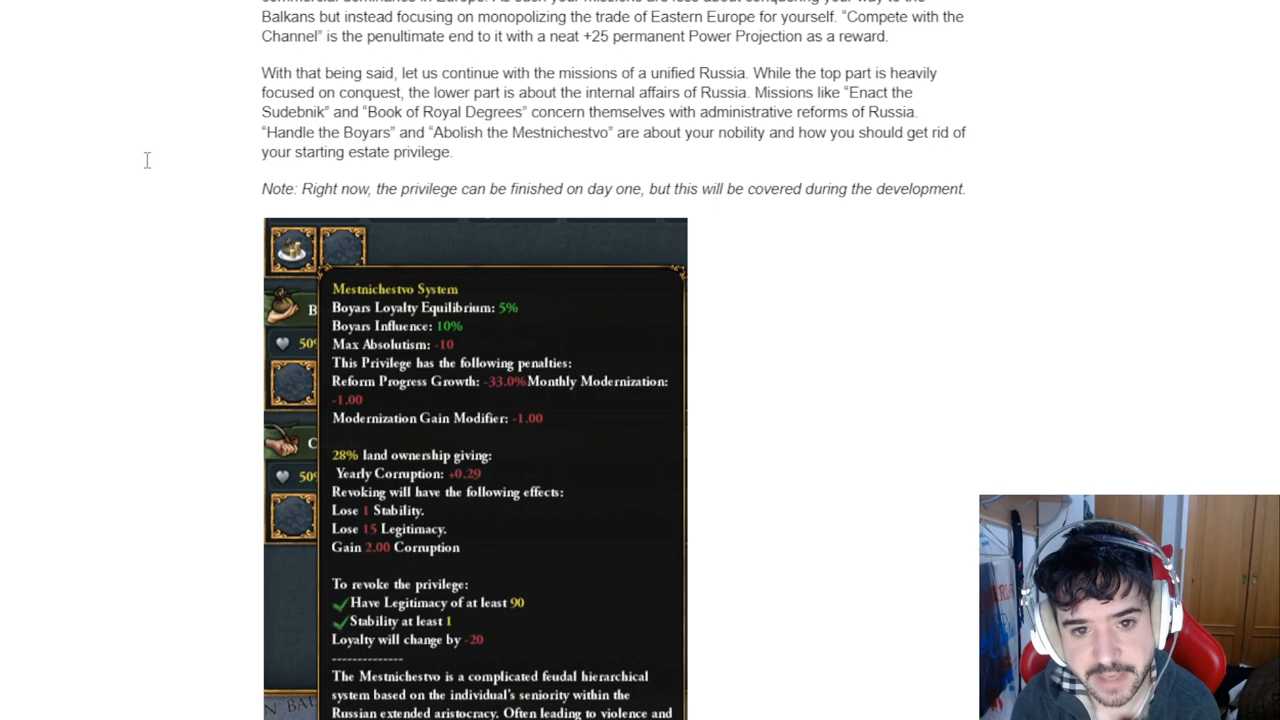 commercial dominance in Europe. As such your missions are less about conquering your way to the
Balkans but instead focusing on monopolizing the trade of Eastern Europe for yourself. “Compete with the
Channel” is the penultimate end to it with a neat +25 permanent Power Projection as a reward.
With that being said, let us continue with the missions of a unified Russia. While the top part is heavily
focused on conquest, the lower part is about the internal affairs of Russia. Missions like “Enact the
Sudebnik” and “Book of Royal Degrees” concern themselves with administrative reforms of Russia.
“Handle the Boyars” and “Abolish the Mestnichestvo” are about your nobility and how you should get rid of
your starting estate privilege.
Note: Right now, the privilege can be finished on day one, but this will be covered during the development.
Mestnichestvo System
Boyars Loyalty Equilibrium: 5%
B
Boyars Influence: 10%
50%
Max Absolutism: -10
This Privilege has the following penalties:
Reform Progress Growth: -33.0%Monthly Modernization:
-1.00
Modernization Gain Modifier: -1.00
C
28% land ownership giving:
50%
Yearly Corruption: +0.29
Revoking will have the following effects:
Lose 1 Stability.
Lose 15 Legitimacy.
Gain 2.00 Corruption
To revoke the privilege:
Have Legitimacy of at least 90
Stability at least 1
Loyalty will change by -20
--------------
The Mestnichestvo is a complicated feudal hierarchical
system based on the individual's seniority within the
N BAL
Russian extended aristocracy. Often leading to violence and